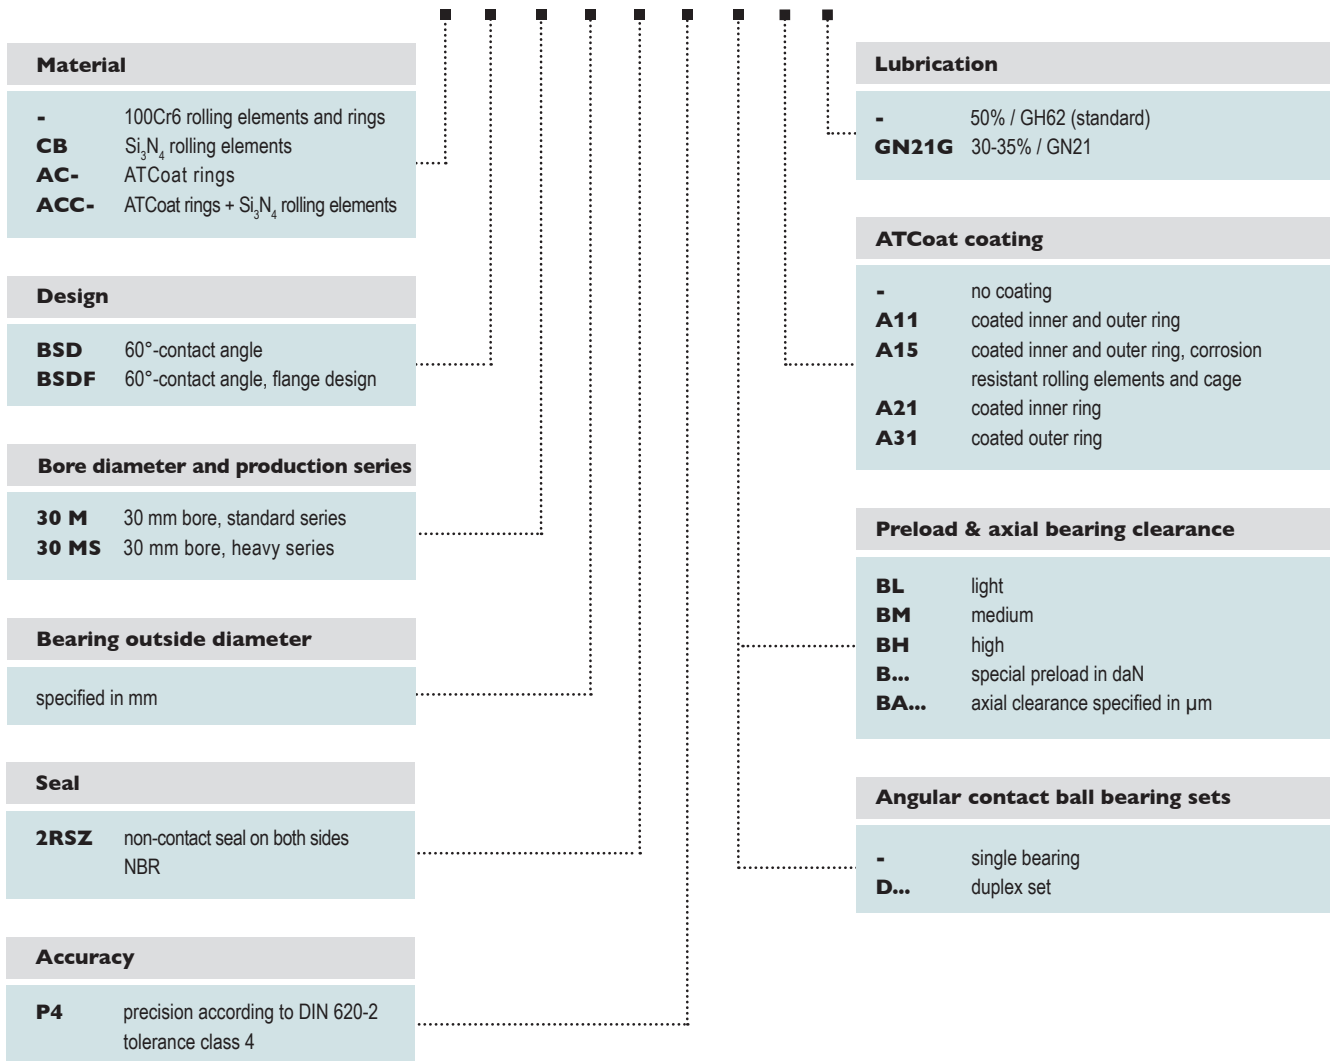 Material
- 100Cr6 rolling elements and rings
CB Si3N4 rolling elements
AC- ATCoat rings
ACC- ATCoat rings + Si3N4 rolling elements
Design
BSD 60°-contact angle
BSDF 60°-contact angle, flange design
Bore diameter and production series
30 M 30 mm bore, standard series
30 MS 30 mm bore, heavy series
Bearing outside diameter
specified in mm
Seal
2RSZ non-contact seal on both sides
NBR
Accuracy
P4 precision according to DIN 620-2
tolerance class 4
Lubrication
- 50% / GH62 (standard)
GN21G 30-35% / GN21
ATCoat coating
- no coating
A11 coated inner and outer ring
A15 coated inner and outer ring, corrosion
resistant rolling elements and cage
A21 coated inner ring
A31 coated outer ring
Preload & axial bearing clearance
BL light
BM medium
BH high
B... special preload in daN
BA... axial clearance specified in µm
Angular contact ball bearing sets
- single bearing
D... duplex set